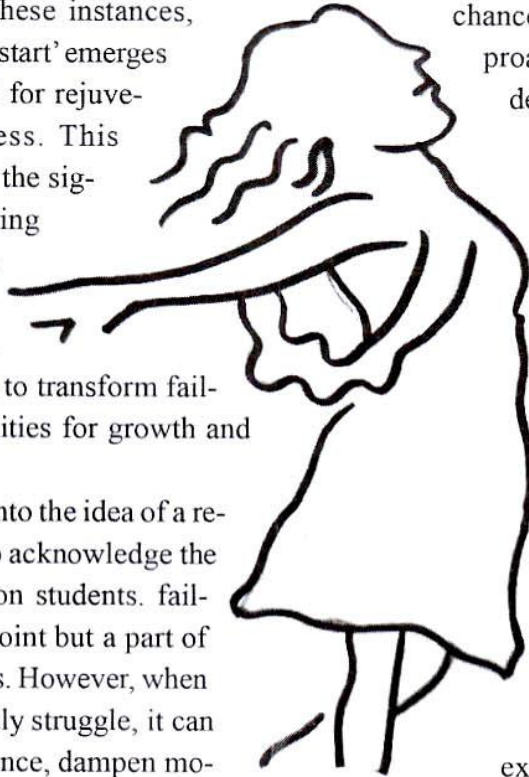 these instances,
start' emerges
for rejuve-
ess. This
the sig-
ing
to transform fail-
ities for growth and
nto the idea of a re-
acknowledge the
on students. fail-
oint but a part of
s. However, when
ly struggle, it can
nce, dampen mo-
chance
proa
de
ex